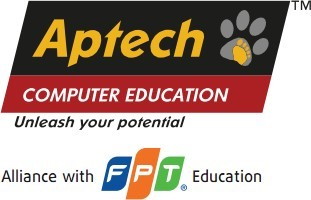 Aptech ™
COMPUTER EDUCATION
Unleash your potential
Alliance with FPT® Education